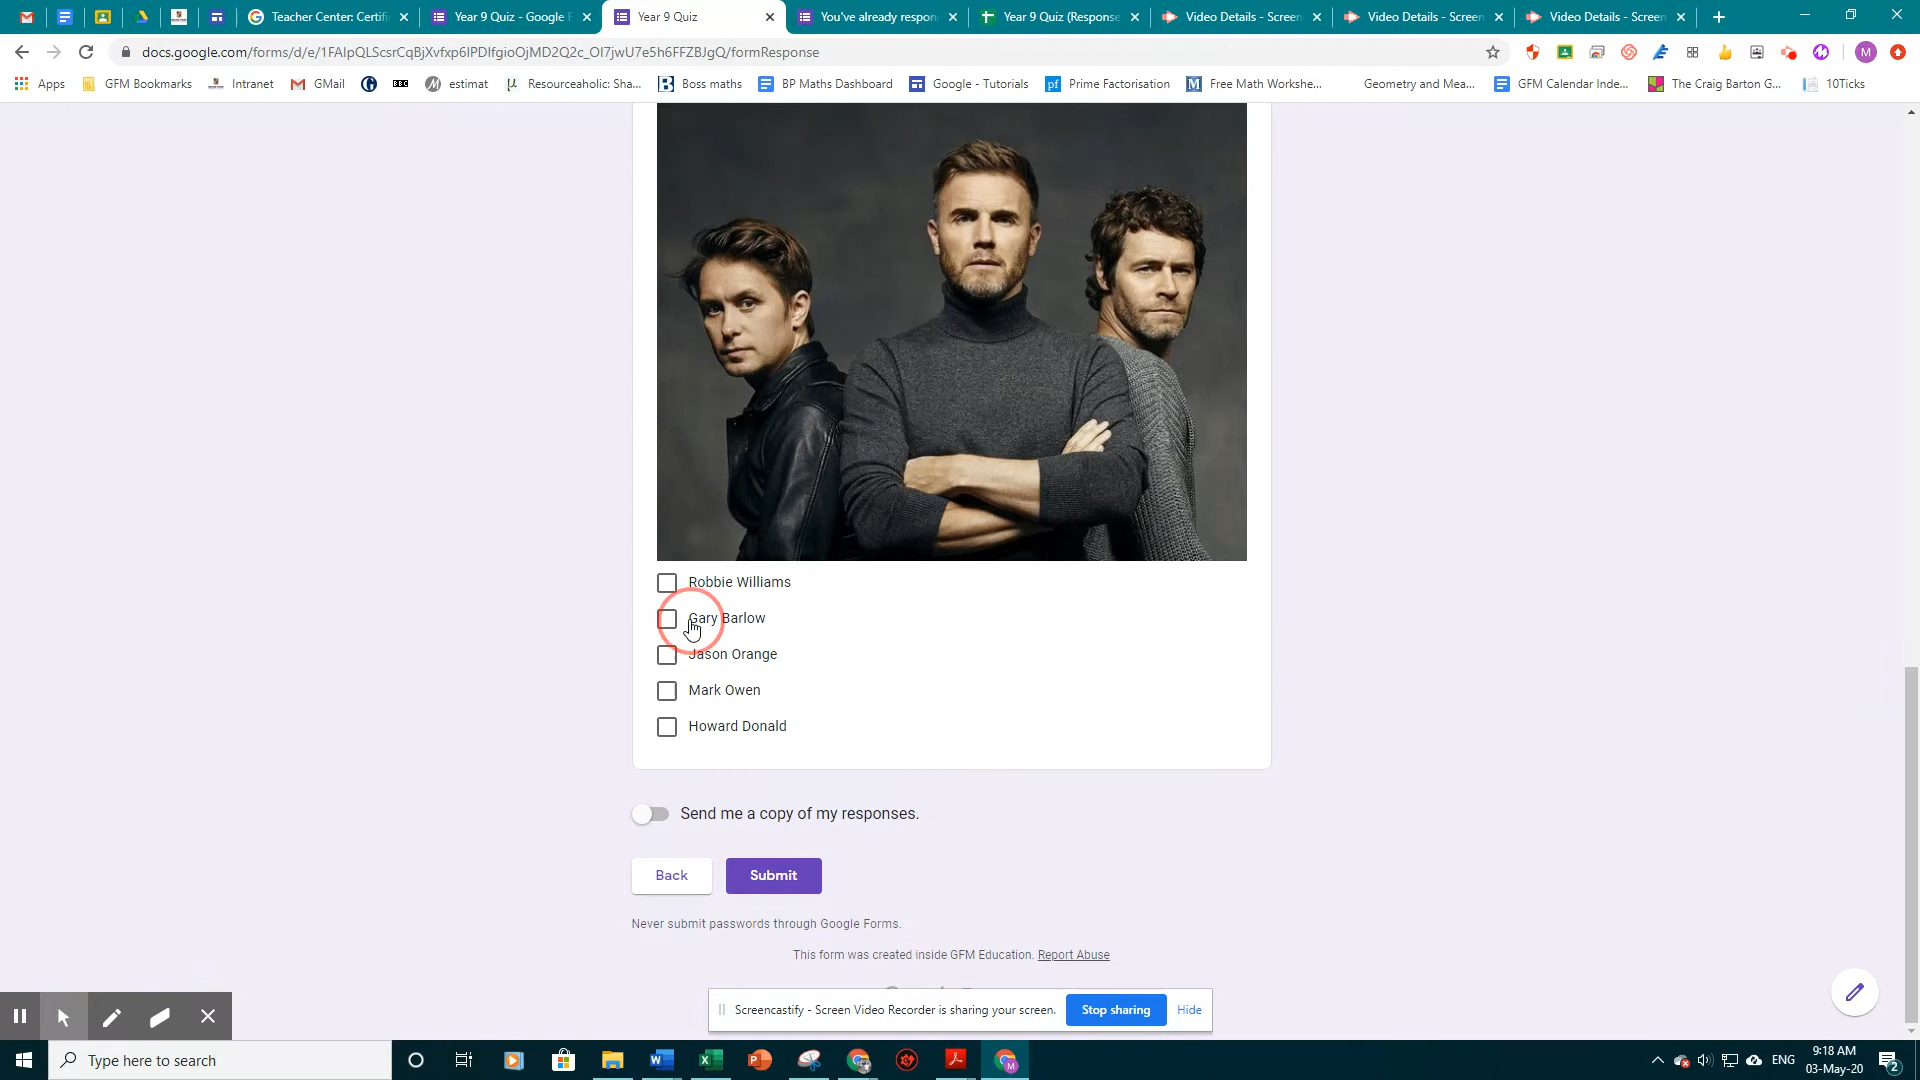 Teacher Center: Certifi
Year 9 Quiz - Google F
Year 9 Quiz
You've already respon
Year 9 Quiz (Response
Video Details - Screen
Video Details - Screen
Video Details - Screen
docs.google.com/forms/d/e/1FAIpQLScsrCqBjXvfxp6lPDIfgioOjMD2Q2c_OI7jwU7e5h6FFZBJgQ/formResponse
M
Apps
GFM Bookmarks
Intranet
GMail
BBC
estimat
Resourceaholic: Sha...
Boss maths
BP Maths Dashboard
Google - Tutorials
pf Prime Factorisation
M Free Math Workshe...
Geometry and Mea...
GFM Calendar Inde...
The Craig Barton G...
10Ticks
Robbie Williams
Gary Barlow
Jason Orange
Mark Owen
Howard Donald
Send me a copy of my responses.
Back
Submit
Never submit passwords through Google Forms.
This form was created inside GFM Education. Report Abuse
Screencastify - Screen Video Recorder is sharing your screen.
Stop sharing
Hide
Type here to search
ENG
9:18 AM
03-May-20
2